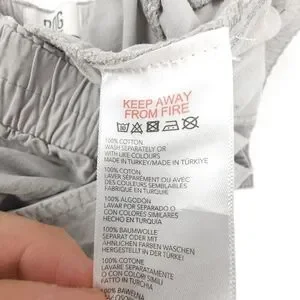 KEEP AWAY
FROM FIRE
100% COTTON
WASH SEPARATELY OR
WITH LIKE COLOURS
MADE IN TURKEY/MADE IN TÜRKİYE
100% COTON
LAVER SÉPARÉMENT OU AVEC
DES COULEURS SEMBLABLES
FABRIQUÉ EN TURQUIE
100% ALGODÓN
LAVAR POR SEPARADO O
CON COLORES SIMILARES
HECHO EN TURQUÍA
100% BAUMWOLLE
SEPARAT ODER MIT
ÄHNLICHEN FARBEN WASCHEN
HERGESTELLT IN DER TÜRKEI
100% COTONE
LAVARE SEPARATAMENTE
O CON COLORI SIMILI
FATTO IN TURCHIA
100% BAWEŁNA